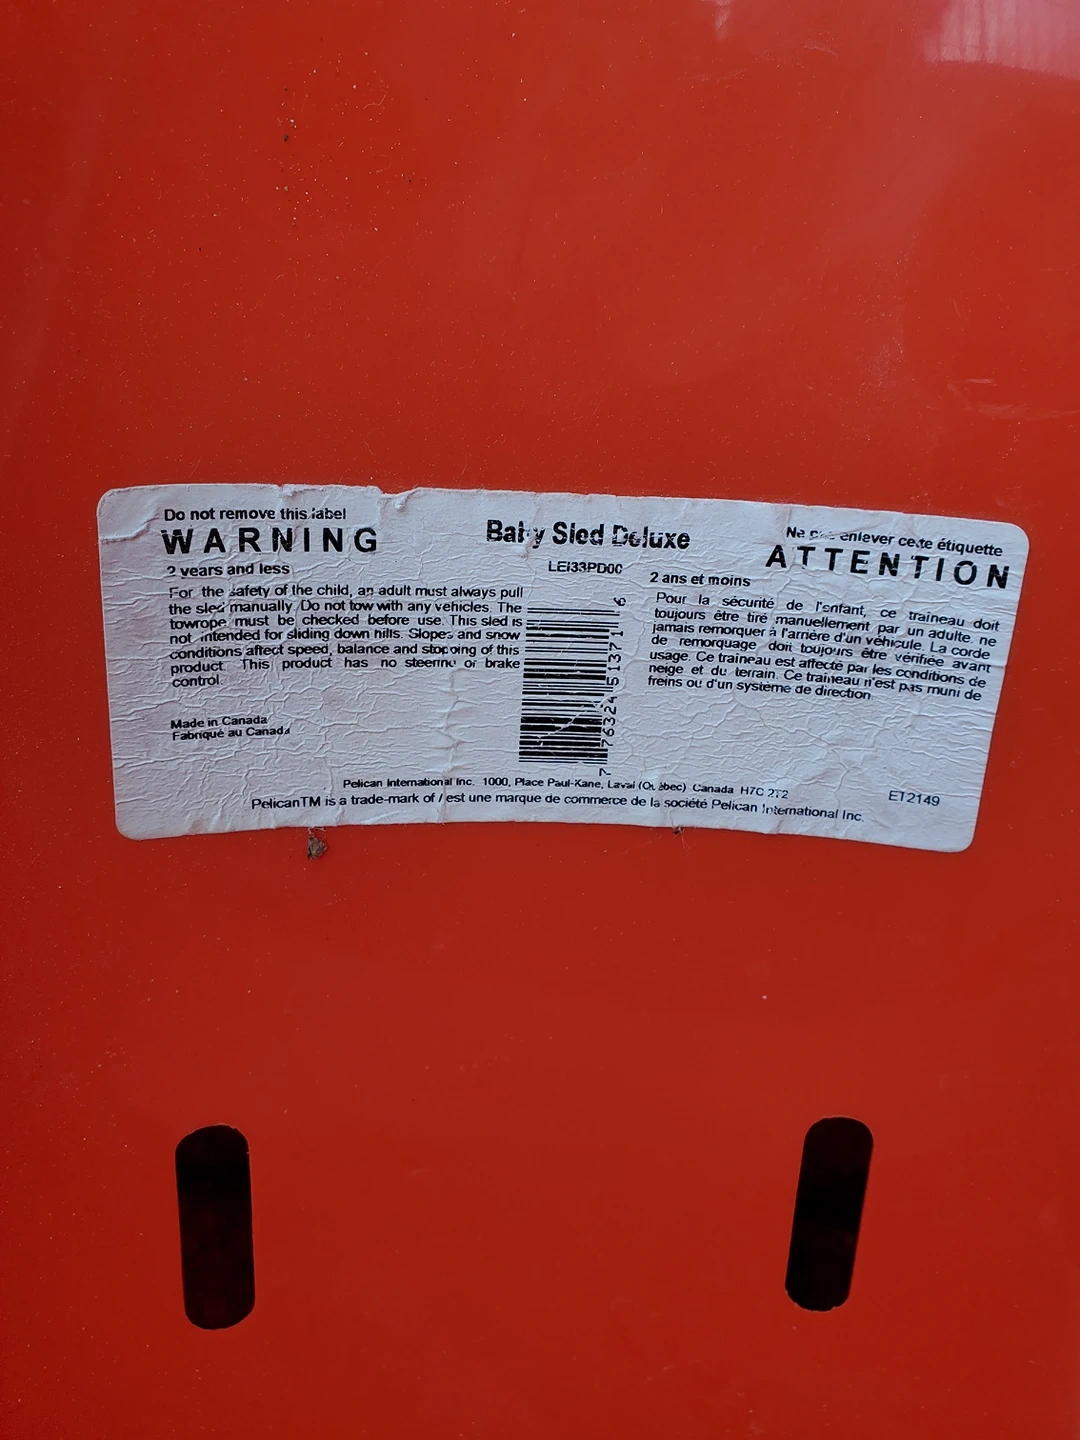 Do not remove this label
WARNING
2 years and less
For the safety of the child, an adult must always pull
the sled manually. Do not tow with any vehicles. The
towrope must be checked before use. This sled is
not intended for sliding down hills. Slopes and snow
conditions affect speed, balance and stopping of this
product. This product has no steering or brake
control.
Made in Canada
Fabriqué au Canada
Baby Sled Deluxe
LEI33PD00
7 76324 51371 6
Ne pas enlever cette étiquette
ATTENTION
2 ans et moins
Pour la sécurité de l'enfant, ce traîneau doit
toujours être tiré manuellement par un adulte. ne
jamais remorquer à l'arrière d'un véhicule. La corde
de remorquage doit toujours être vérifiée avant
usage. Ce traîneau est affecté par les conditions de
neige et du terrain. Ce traîneau n'est pas muni de
freins ou d'un système de direction.
Pelican International Inc. 1000, Place Paul-Kane, Laval (Québec) Canada H7C 2T2
PelicanTM is a trade-mark of / est une marque de commerce de la société Pelican International Inc.
ET2149